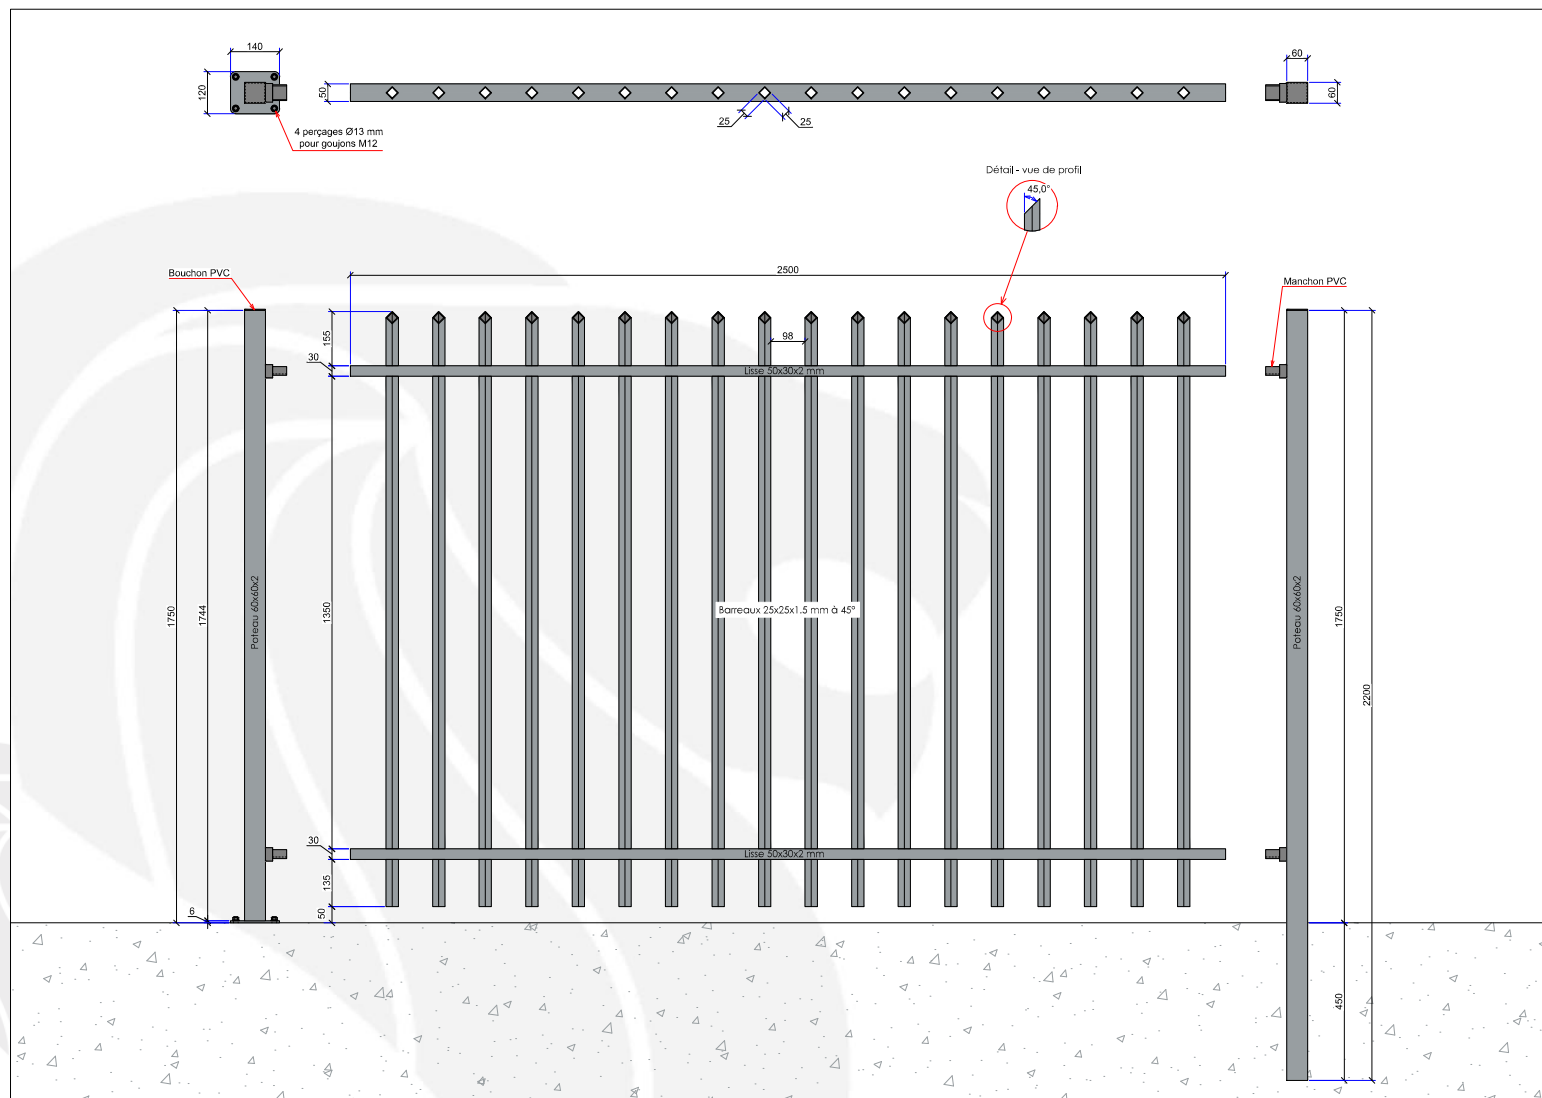 140
120
4 perçages Ø13 mm
pour goujons M12
50
25
25
60
60
Détail - vue de profil
45,0°
Bouchon PVC
2500
Manchon PVC
155
30
98
Lisse 50x30x2 mm
1750
1744
Poteau 60x60x2
1350
Barreaux 25x25x1.5 mm à 45°
Poteau 60x60x2
1750
2200
30
Lisse 50x30x2 mm
135
6
50
450